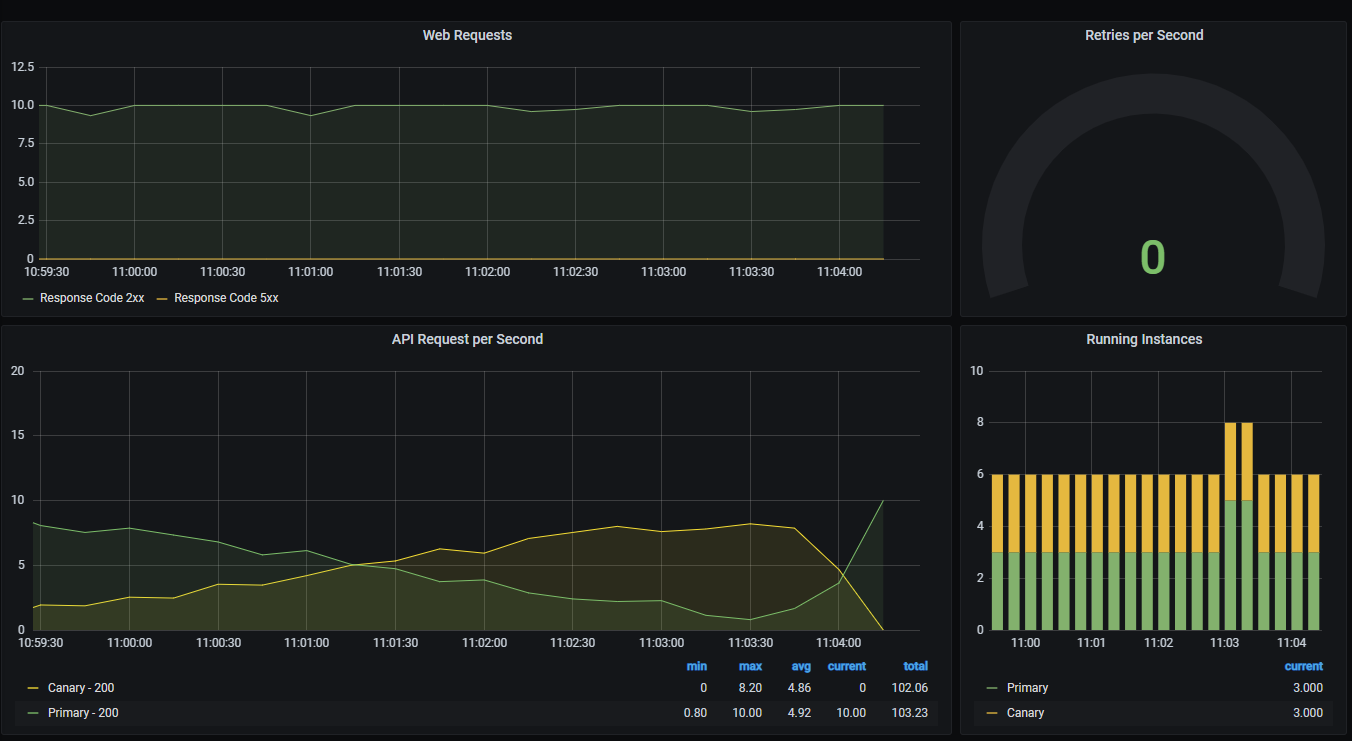 Web Requests
12.5
10.0
7.5
5.0
2.5
0
10:59:30 11:00:00 11:00:30 11:01:00 11:01:30 11:02:00 11:02:30 11:03:00 11:03:30 11:04:00
Response Code 2xx Response Code 5xx
Retries per Second
0
API Request per Second
20
15
10
5
0
10:59:30 11:00:00 11:00:30 11:01:00 11:01:30 11:02:00 11:02:30 11:03:00 11:03:30 11:04:00
min max avg current total
Canary - 200 0 8.20 4.86 0 102.06
Primary - 200 0.80 10.00 4.92 10.00 103.23
Running Instances
10
8
6
4
2
0
11:00 11:01 11:02 11:03 11:04
current
Primary 3.000
Canary 3.000